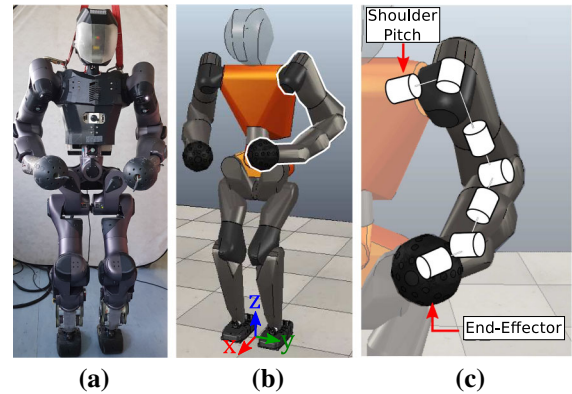 Shoulder
Pitch
z
x
y
End-Effector
(a)
(b)
(c)